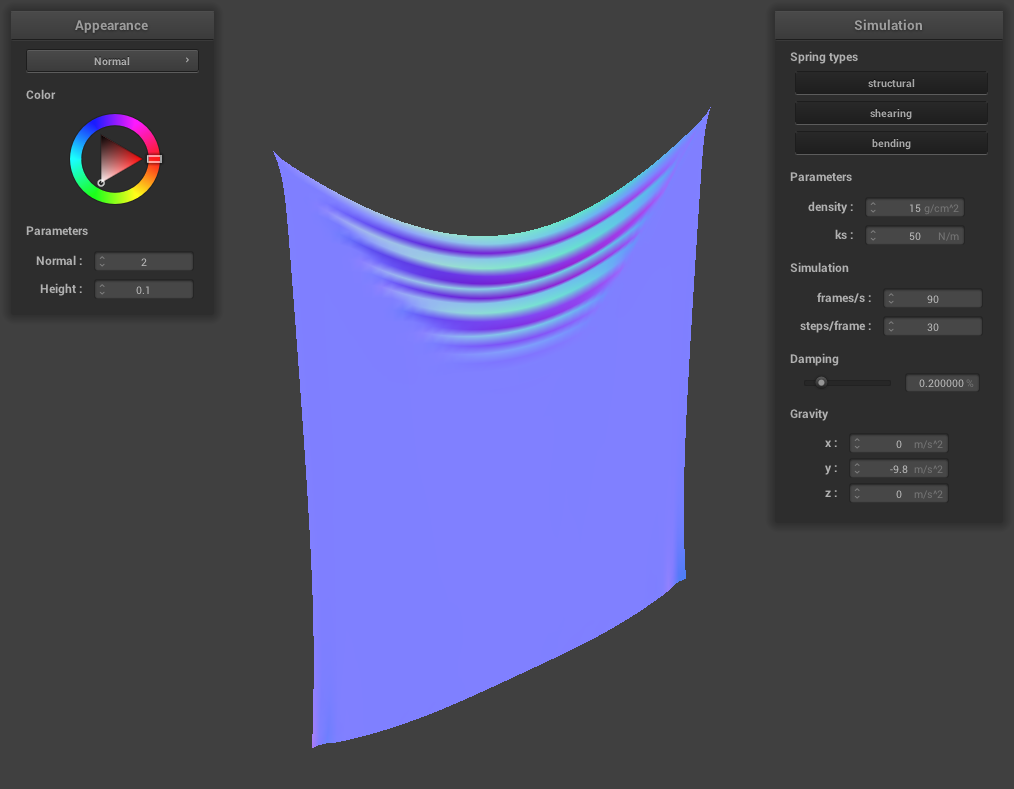 Appearance
Normal
Color
Parameters
Normal : 2
Height : 0.1
Simulation
Spring types
structural
shearing
bending
Parameters
density : 15 g/cm^2
ks : 50 N/m
Simulation
frames/s : 90
steps/frame : 30
Damping
0.200000 %
Gravity
x : 0 m/s^2
y : -9.8 m/s^2
z : 0 m/s^2